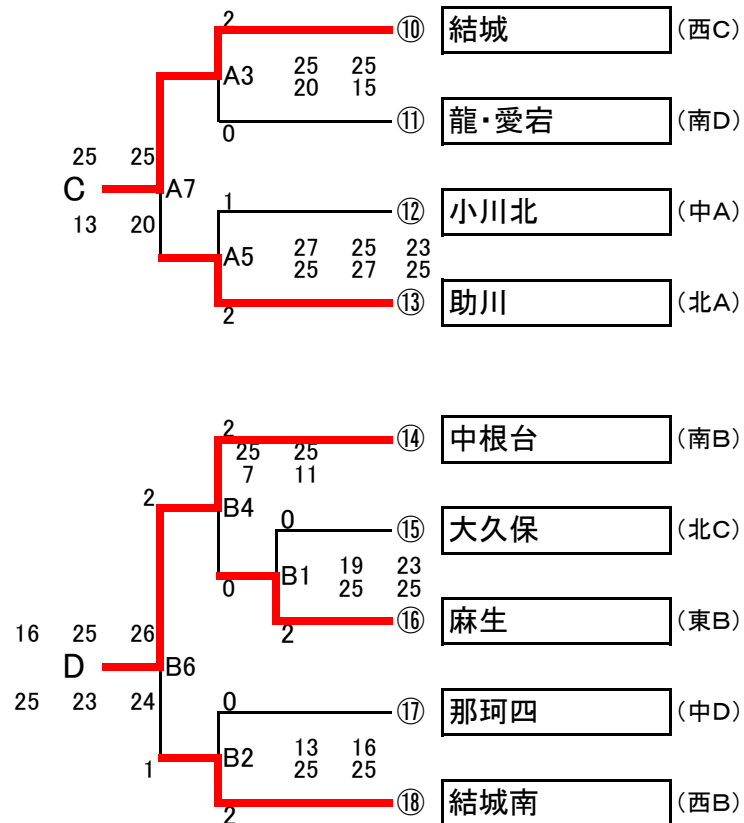 2 ⑩ 結城 (西C)
A3 25 25
20 15
0 ⑪ 龍・愛宕 (南D)
25 25
C A7
13 20
1 ⑫ 小川北 (中A)
A5 27 25 23
25 27 25
2 ⑬ 助川 (北A)
2 ⑭ 中根台 (南B)
25 25
7 11
2 B4
0 ⑮ 大久保 (北C)
0 B1 19 23
25 25
2 ⑯ 麻生 (東B)
16 25 26
D B6
25 23 24
0 ⑰ 那珂四 (中D)
1 B2 13 16
25 25
2 ⑱ 結城南 (西B)